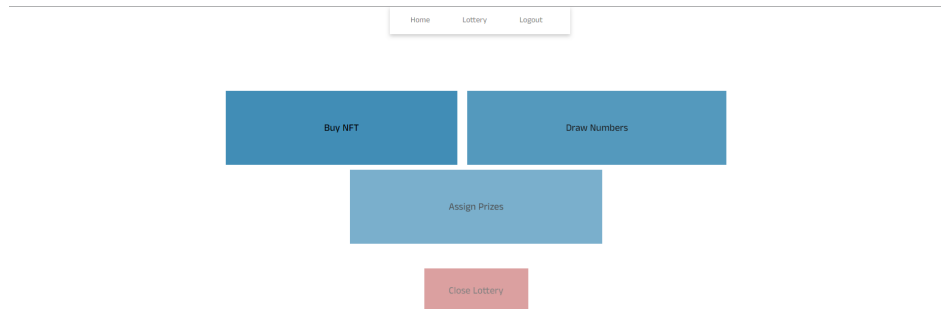 Home Lottery Logout
Buy NFT Draw Numbers
Assign Prizes
Close Lottery